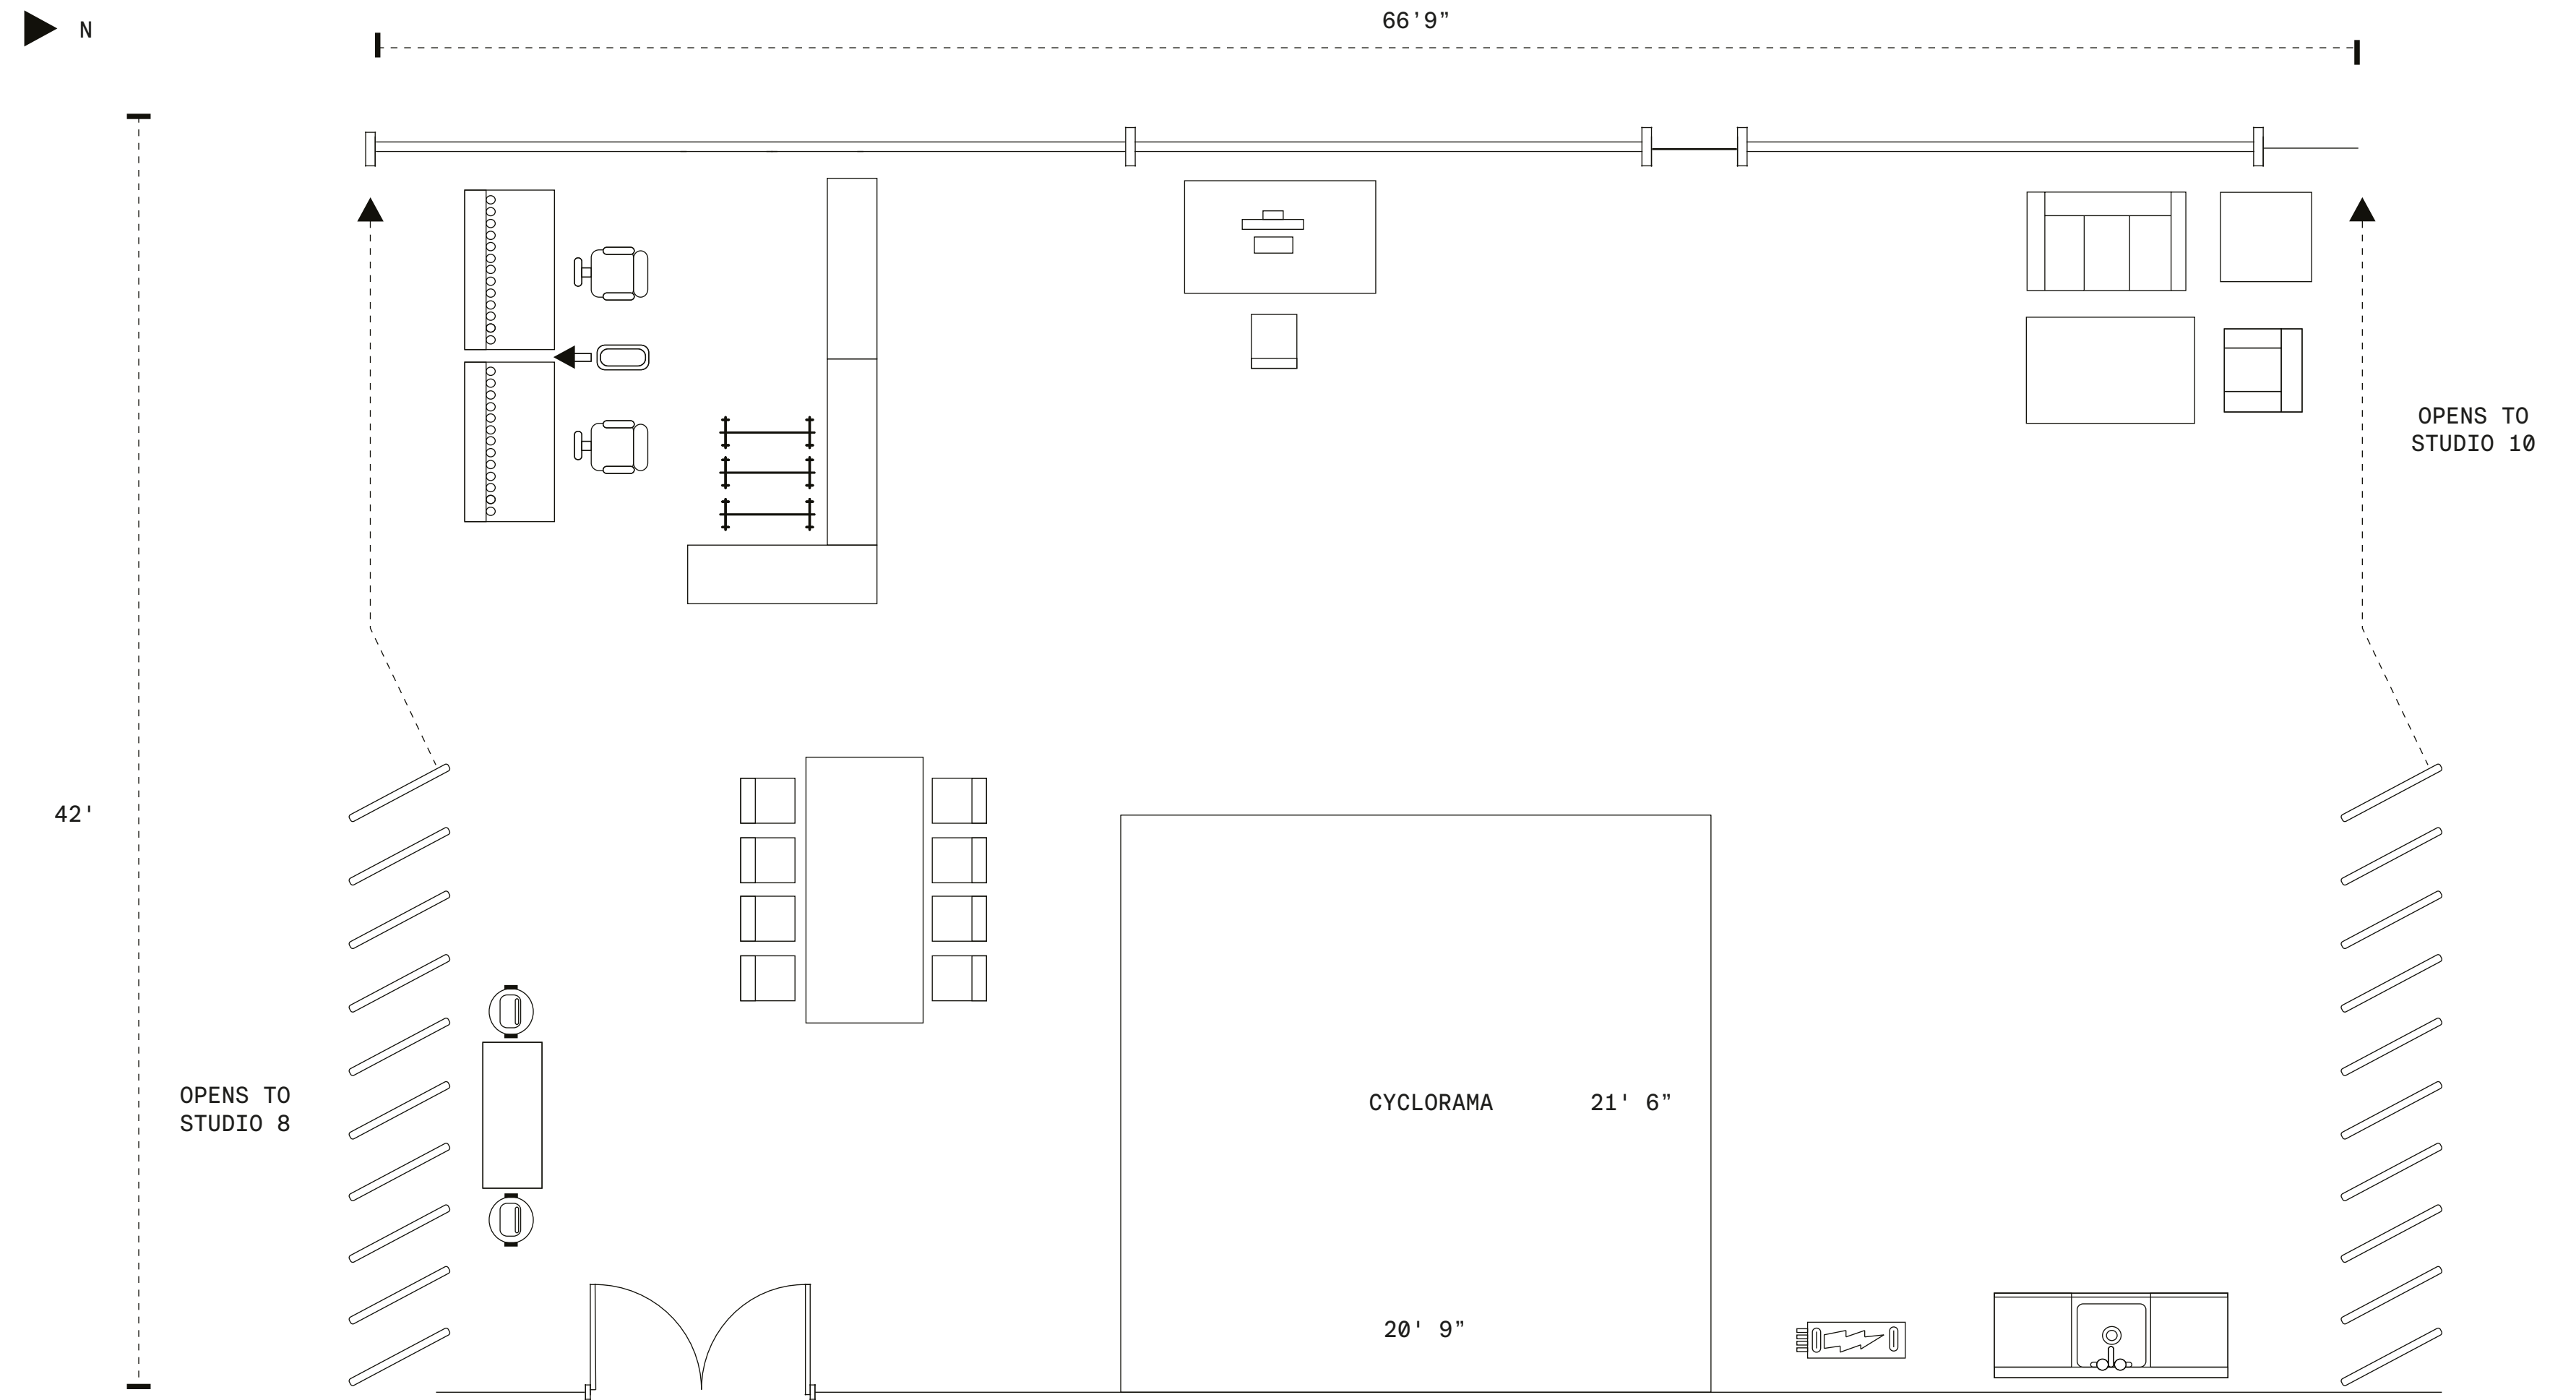 N
66’9”
OPENS TO
STUDIO 10
42'
OPENS TO
STUDIO 8
CYCLORAMA
21' 6”
20' 9”